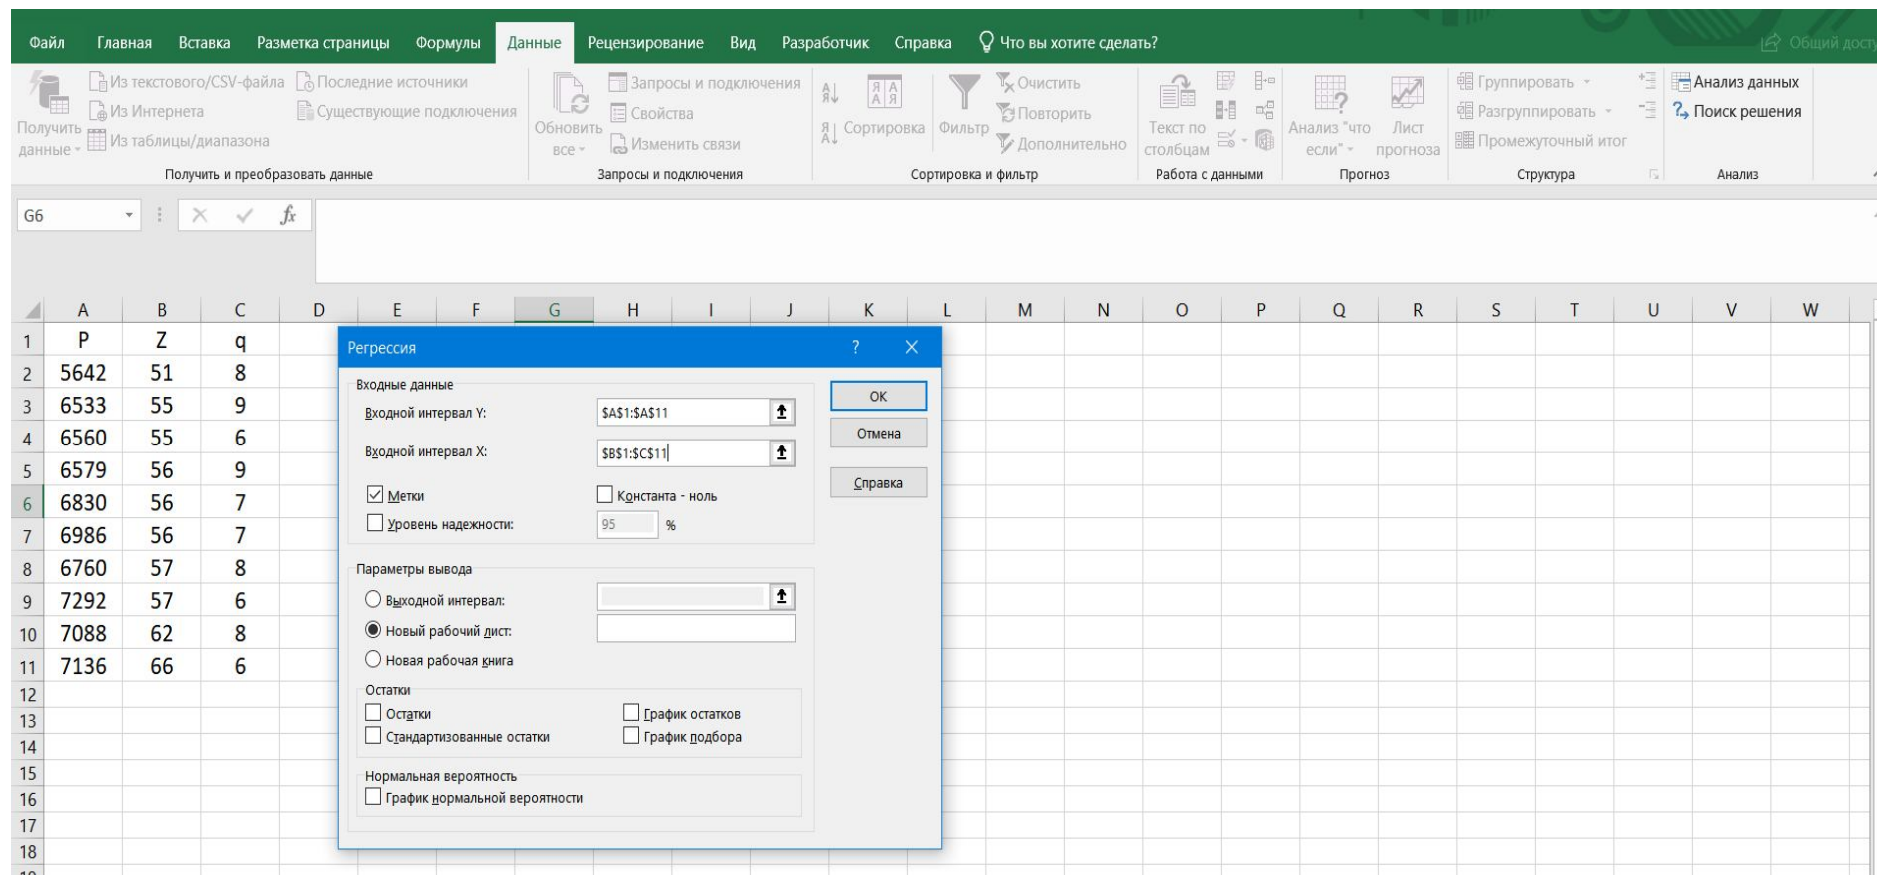 Файл Главная Вставка Разметка страницы Формулы Данные Рецензирование Вид Разработчик Справка Что вы хотите сделать? Общий
Получить данные
Из текстового/CSV-файла
Из Интернета
Из таблицы/диапазона
Последние источники
Существующие подключения
Получить и преобразовать данные
Обновить все
Запросы и подключения
Свойства
Изменить связи
Запросы и подключения
Сортировка
Фильтр
Очистить
Повторить
Дополнительно
Сортировка и фильтр
Текст по столбцам
Работа с данными
Анализ "что если"
Лист прогноза
Прогноз
Группировать
Разгруппировать
Промежуточный итог
Структура
Анализ данных
Поиск решения
Анализ
G6 fx
A B C D E F G H I J K L M N O P Q R S T U V W
1 P Z q
2 5642 51 8
3 6533 55 9
4 6560 55 6
5 6579 56 9
6 6830 56 7
7 6986 56 7
8 6760 57 8
9 7292 57 6
10 7088 62 8
11 7136 66 6
12
13
14
15
16
17
18
Регрессия ? ×
Входные данные
Входной интервал Y: $A$1:$A$11
Входной интервал X: $B$1:$C$11
Метки Константа - ноль
Уровень надежности: 95 %
OK
Отмена
Справка
Параметры вывода
Выходной интервал:
Новый рабочий лист:
Новая рабочая книга
Остатки
Остатки График остатков
Стандартизованные остатки График подбора
Нормальная вероятность
График нормальной вероятности